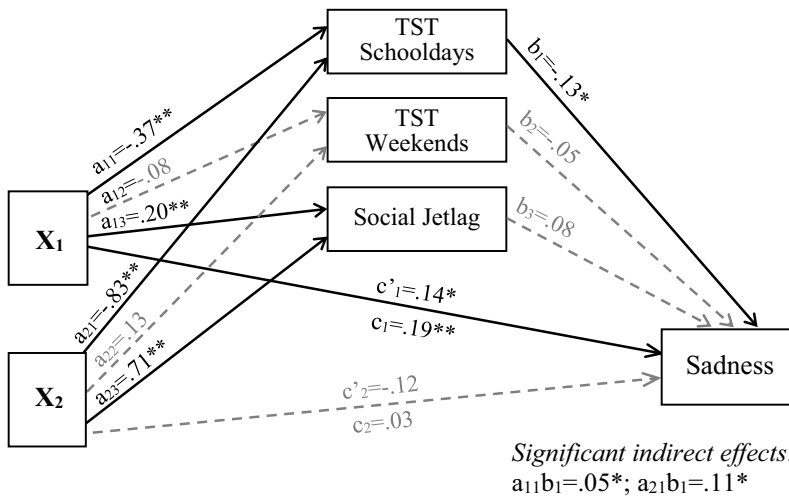 TST
Schooldays
b₁=-.13*
a₁₁=-.37**
TST
Weekends
b₂=-.05
a₁₂=-.08
a₁₃=.20**
Social Jetlag
b₃=.08
X₁
a₂₁=-.83**
a₂₂=.13
a₂₃=.71**
c'₁=.14*
c₁=.19**
Sadness
X₂
c'₂=-.12
c₂=.03
Significant indirect effects:
a₁₁b₁=.05*; a₂₁b₁=.11*